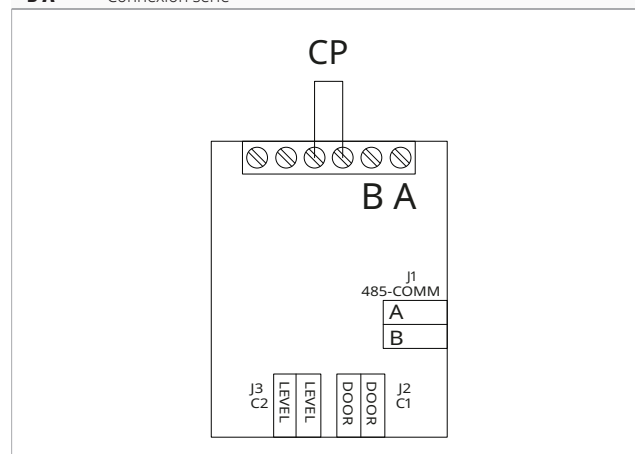 Connexion série
CP
B A
J1
485-COMM
A
B
J3
C2
LEVEL
LEVEL
DOOR
DOOR
J2
C1